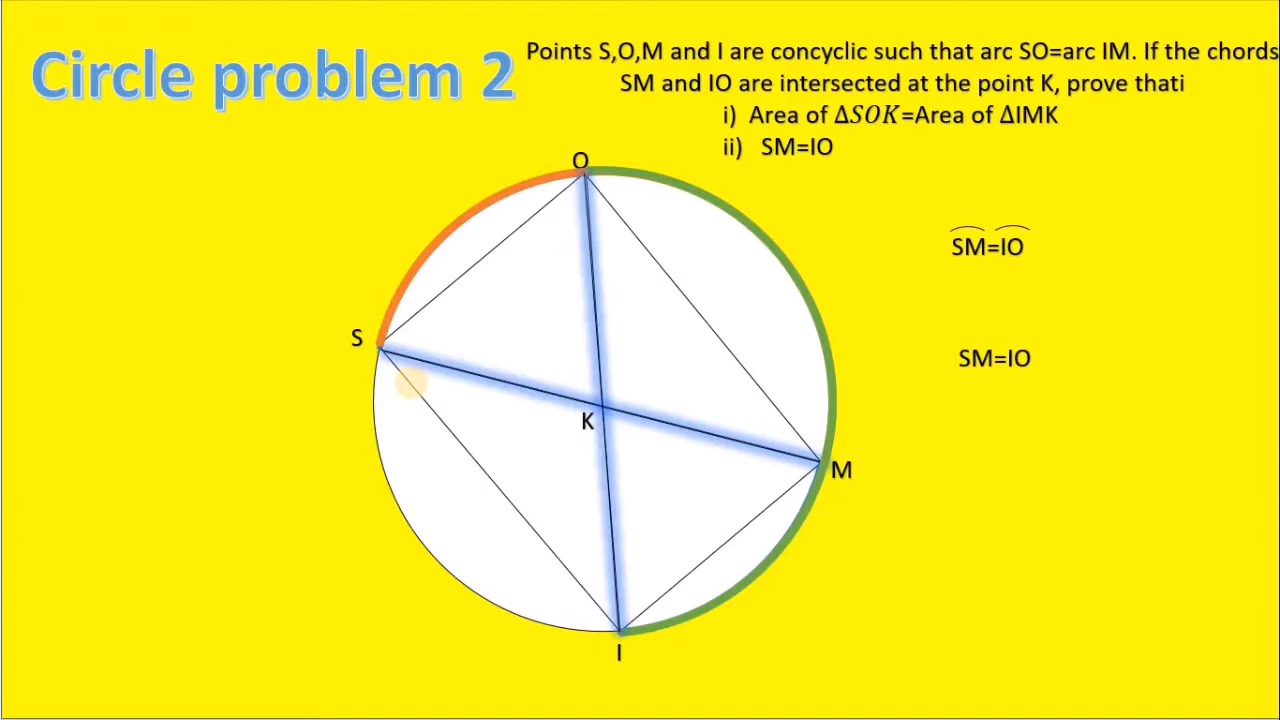 Circle problem 2
Points S,O,M and I are concyclic such that arc SO=arc IM. If the chords
SM and IO are intersected at the point K, prove thati
i) Area of ΔSOK=Area of ΔIMK
ii) SM=IO
O
SM=IO
S
SM=IO
K
M
I